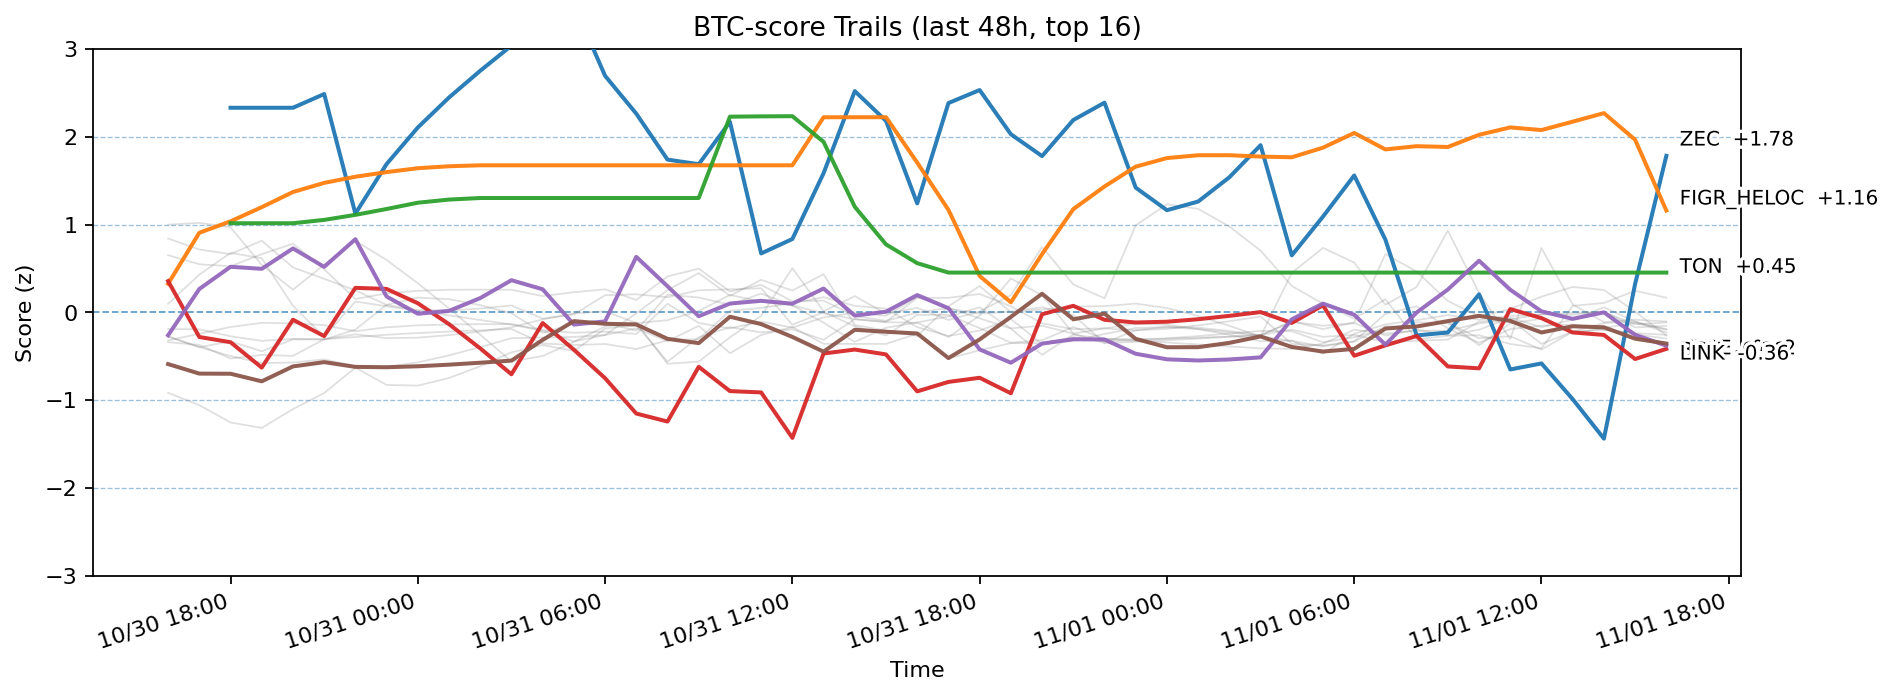 BTC-score Trails (last 48h, top 16)
Score (z)
3
2
1
0
−1
−2
−3
ZEC +1.78
FIGR_HELOC +1.16
TON +0.45
LINK -0.36
10/30 18:00
10/31 00:00
10/31 06:00
10/31 12:00
10/31 18:00
11/01 00:00
11/01 06:00
11/01 12:00
11/01 18:00
Time